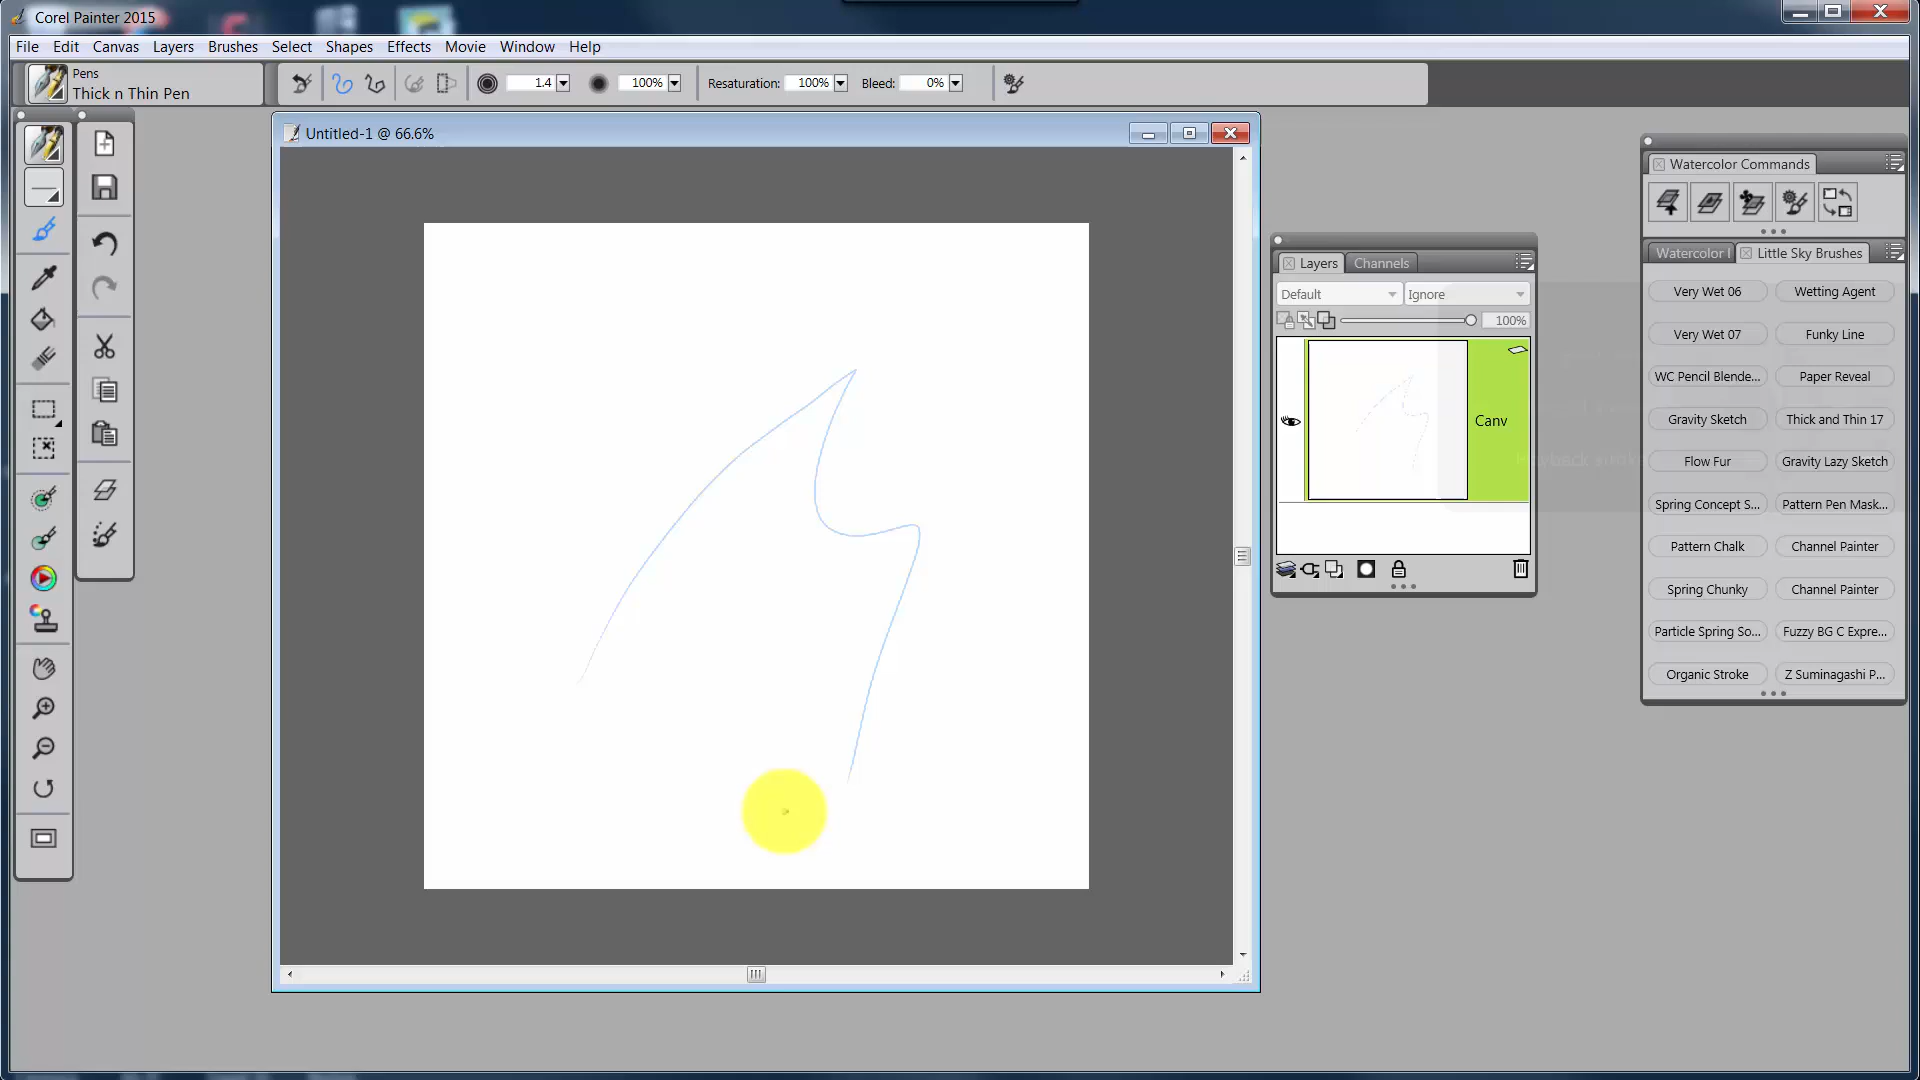 Corel Painter 2015
File Edit Canvas Layers Brushes Select Shapes Effects Movie Window Help
Pens
Thick n Thin Pen
1.4 100% Resaturation: 100% Bleed: 0%
Untitled-1 @ 66.6%
Watercolor Commands
Watercolor Little Sky Brushes
Layers Channels
Default Ignore
100%
Canv
Very Wet 06 Wetting Agent
Very Wet 07 Funky Line
WC Pencil Blende... Paper Reveal
Gravity Sketch Thick and Thin 17
Flow Fur Gravity Lazy Sketch
Spring Concept S... Pattern Pen Mask...
Pattern Chalk Channel Painter
Spring Chunky Channel Painter
Particle Spring So... Fuzzy BG C Expre...
Organic Stroke Z Suminagashi P...